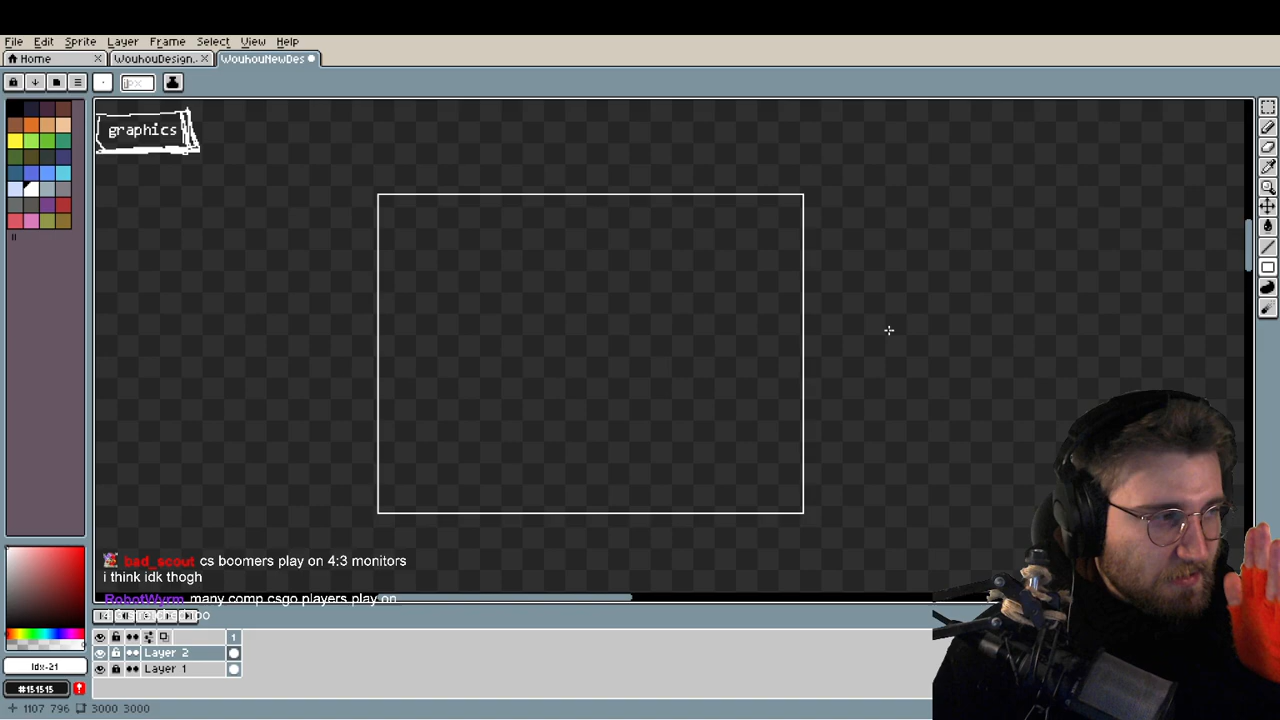 File Edit Sprite Layer Frame Select View Help
Home WouhouDesign. WouhouNewDes
graphics
bad_scout cs boomers play on 4:3 monitors
i think idk thogh
RobotWyrm many comp csgo players play on
1
Layer 2
Layer 1
Idx-21
#151515
1107 796 3000 3000